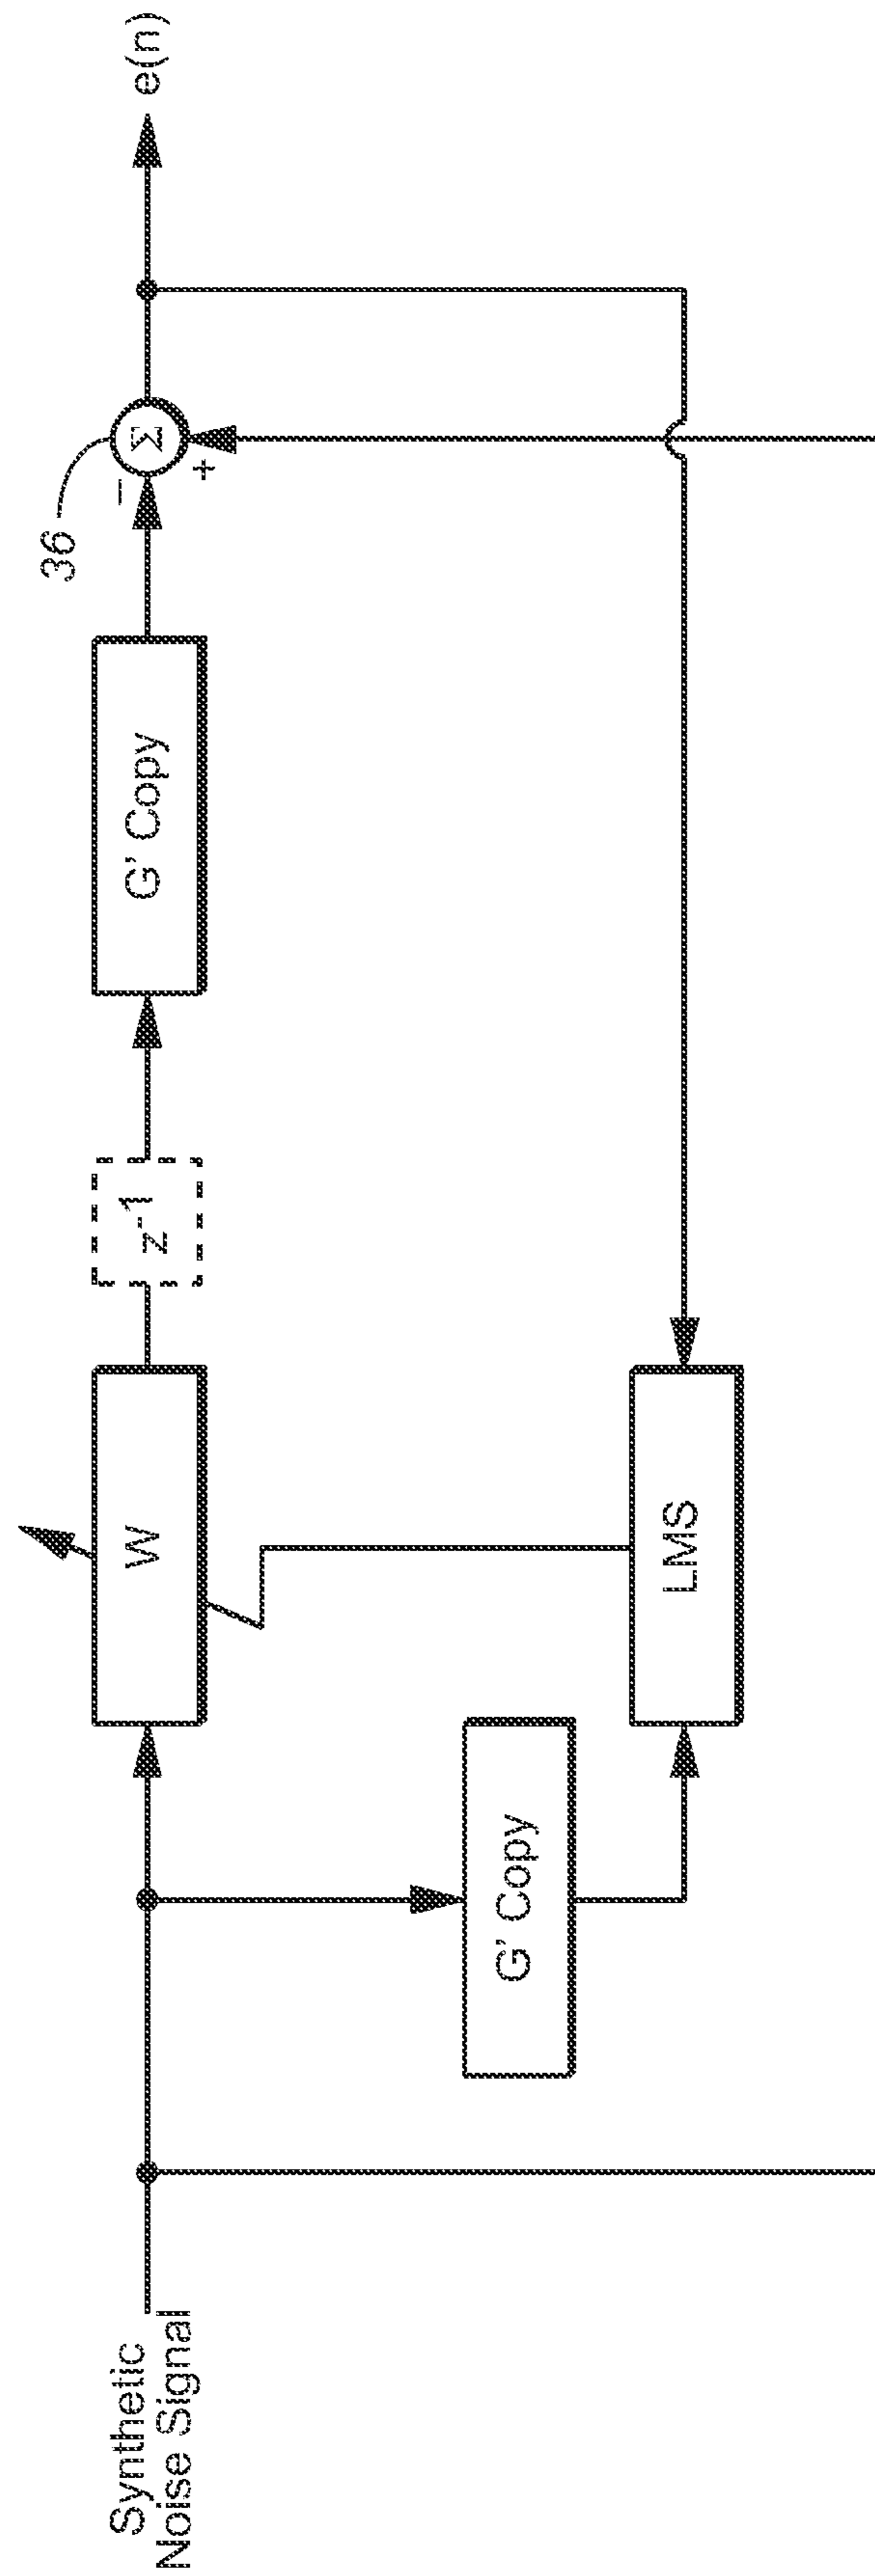 Synthetic
Noise Signal
W
z⁻¹
G' Copy
−
+
Σ
36
e(n)
G' Copy
LMS